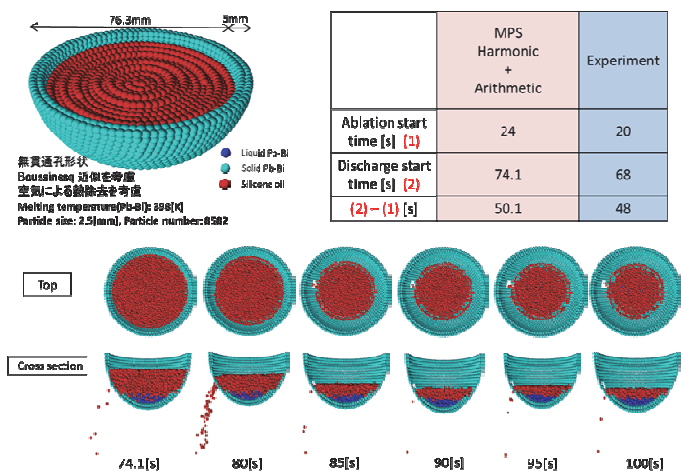 76.3mm
5mm
Liquid Pb-Bi
Solid Pb-Bi
Silicone oil
無貫通孔形状
Boussinesq 近似を考慮
空気による熱除去を考慮
Melting temperature(Pb-Bi): 398[K]
Particle size: 2.5[mm], Particle number: 8582
MPS
Harmonic
+
Arithmetic
Experiment
Ablation start
time [s] (1)
24
20
Discharge start
time [s] (2)
74.1
68
(2) – (1) [s]
50.1
48
Top
Cross section
74.1[s]
80[s]
85[s]
90[s]
95[s]
100[s]